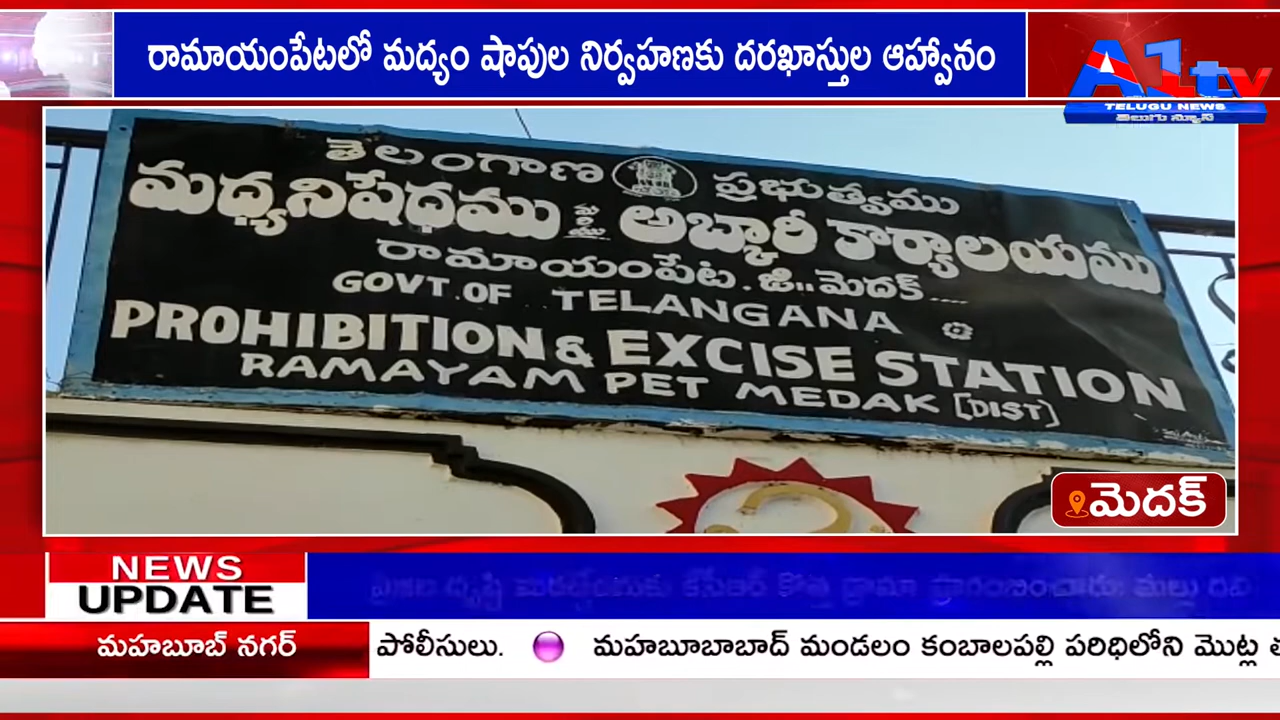 రామాయంపేటలో మద్యం షాపుల నిర్వహణకు దరఖాస్తుల ఆహ్వానం
A1tv
TELUGU NEWS
తెలుగు న్యూస్
తెలంగాణ ప్రభుత్వము
మధ్యనిషేధము అబ్కారీ కార్యాలయము
రామాయంపేట. జి॥మెదక్....
GOVT.OF TELANGANA
PROHIBITION & EXCISE STATION
RAMAYAM PET MEDAK (DIST)
మెదక్
NEWS
UPDATE
మహబూబ్ నగర్
పోలీసులు. మహబూబాబాద్ మండలం కంబాలపల్లి పరిధిలోని మొట్ల